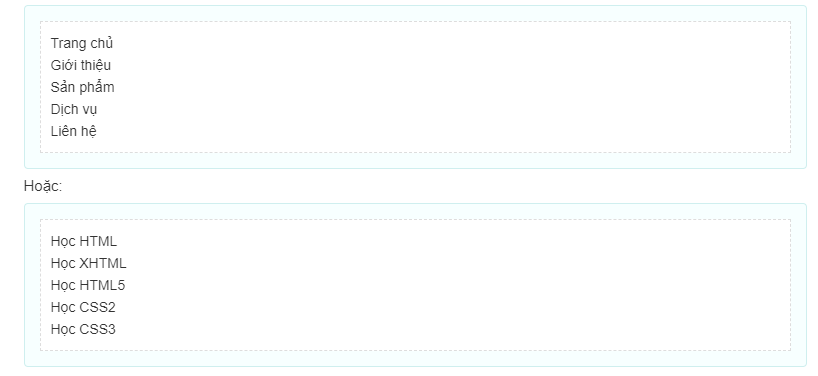 Trang chủ
Giới thiệu
Sản phẩm
Dịch vụ
Liên hệ
Hoặc:
Học HTML
Học XHTML
Học HTML5
Học CSS2
Học CSS3